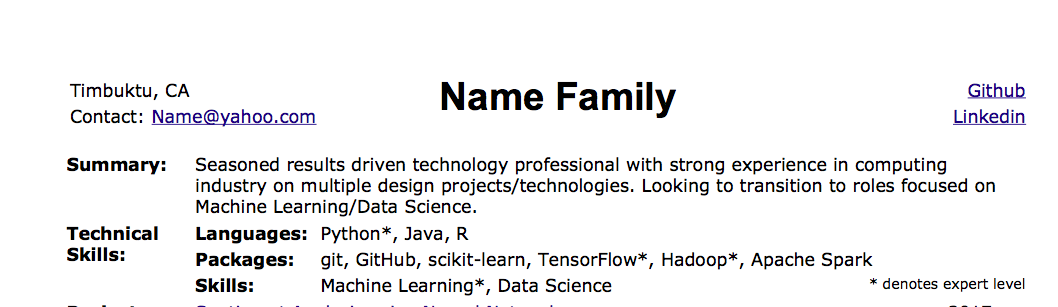 Timbuktu, CA
Name Family
Github
Contact: Name@yahoo.com
Linkedin
Summary: Seasoned results driven technology professional with strong experience in computing
industry on multiple design projects/technologies. Looking to transition to roles focused on
Machine Learning/Data Science.
Technical Skills:
Languages: Python*, Java, R
Packages: git, GitHub, scikit-learn, TensorFlow*, Hadoop*, Apache Spark
Skills: Machine Learning*, Data Science
* denotes expert level